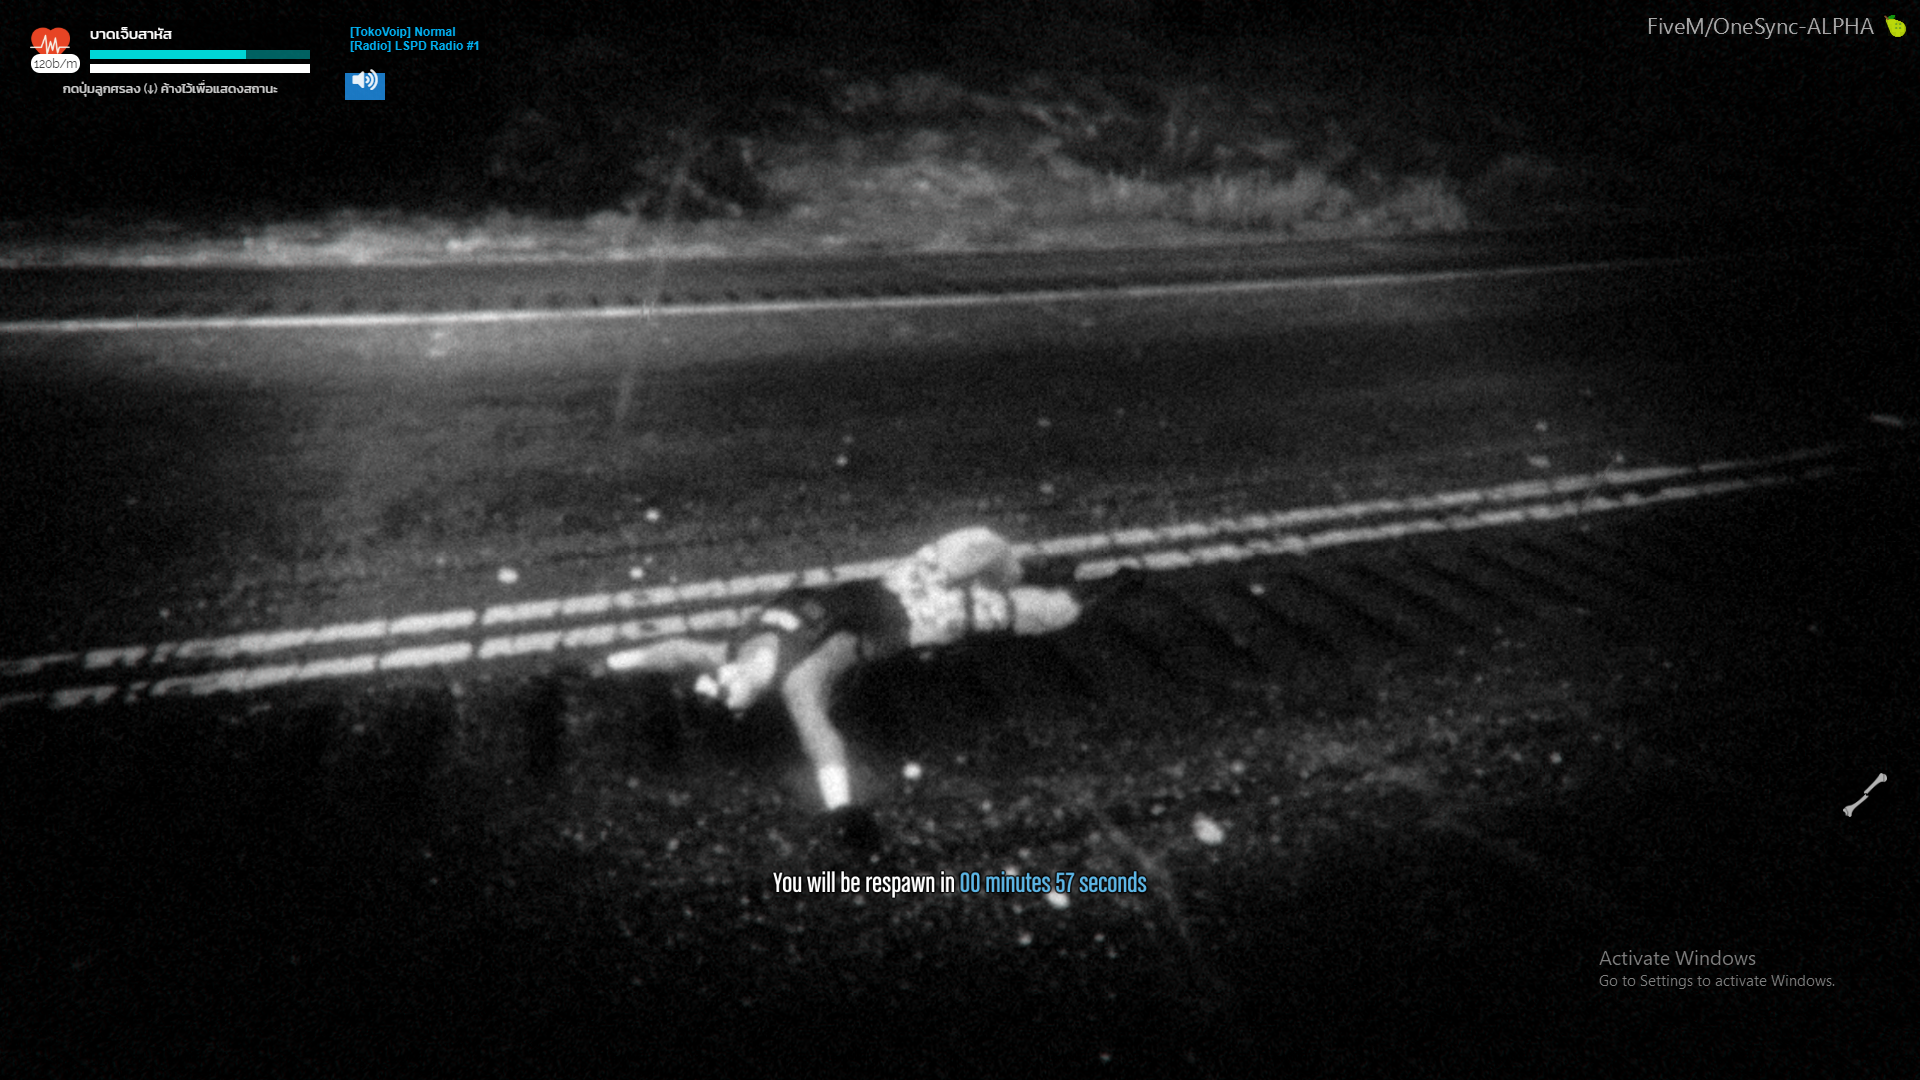 บาดเจ็บสาหัส
120b/m
กดปุ่มลูกศรลง (↓) ค้างไว้เพื่อแสดงสถานะ
[TokoVoip] Normal
[Radio] LSPD Radio #1
FiveM/OneSync-ALPHA
You will be respawn in 00 minutes 57 seconds
Activate Windows
Go to Settings to activate Windows.